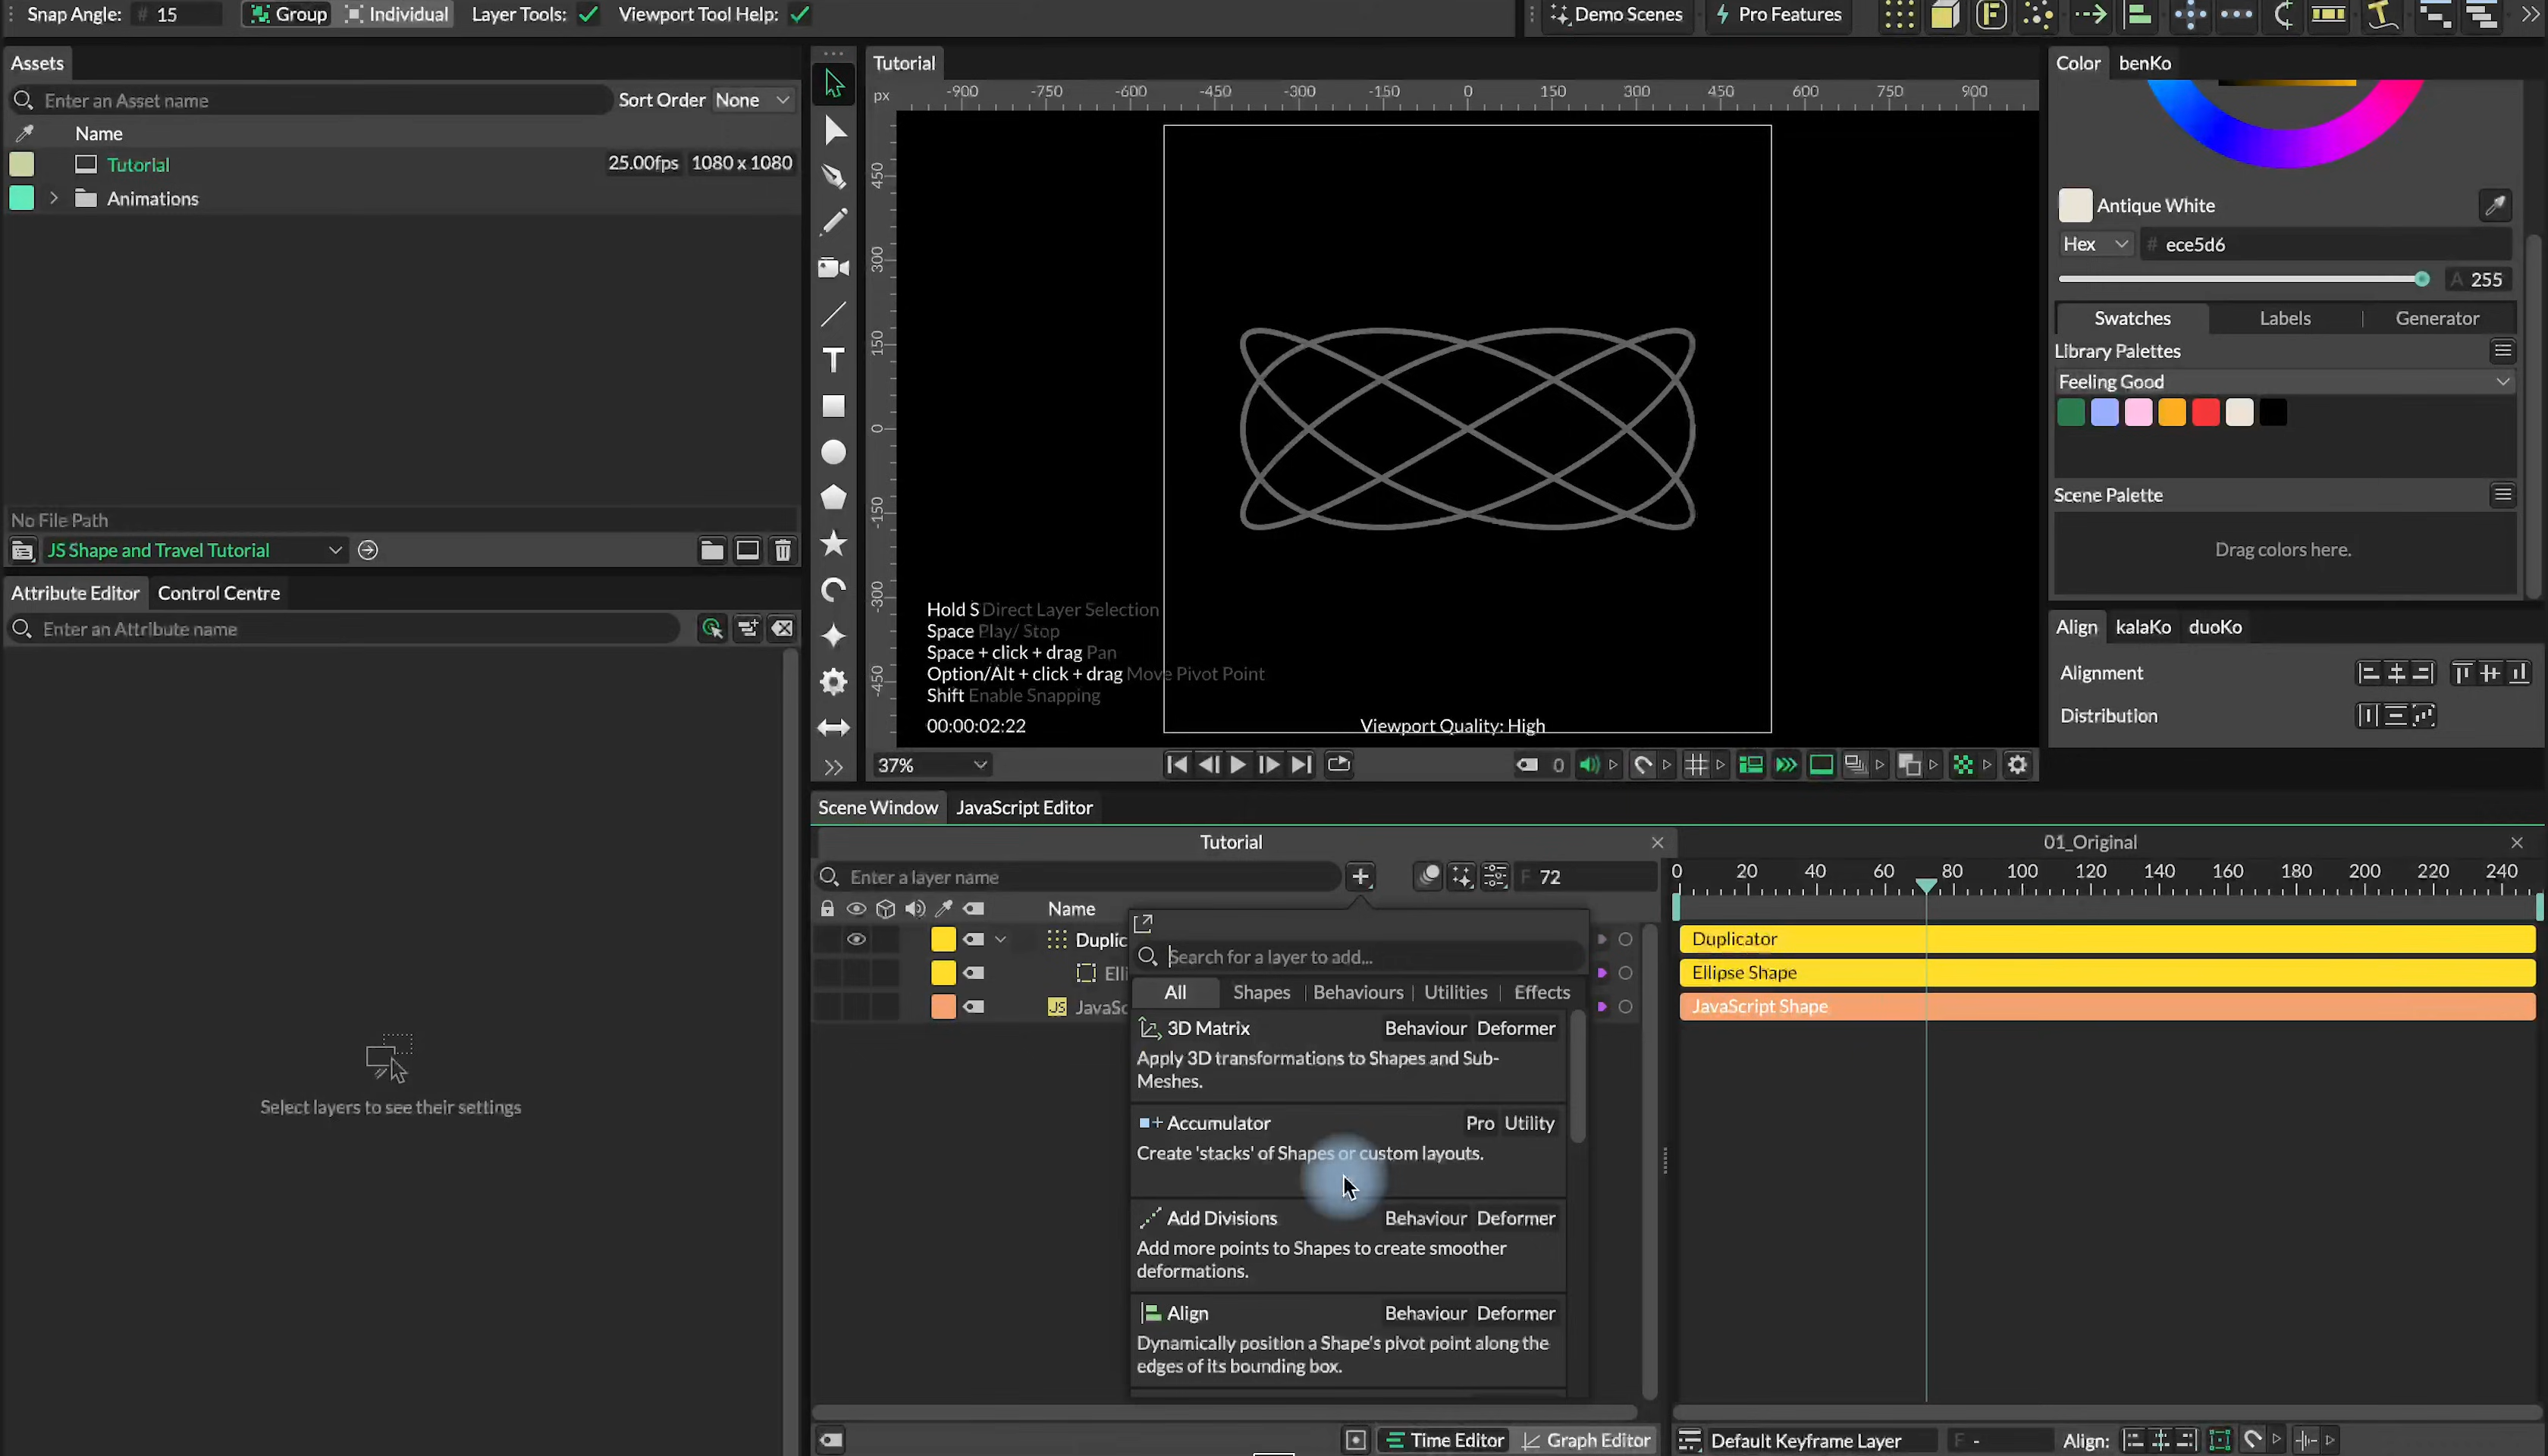 Snap Angle: # 15 Group Individual Layer Tools: Viewport Tool Help: Demo Scenes Pro Features
Assets
Enter an Asset name Sort Order None
Name
Tutorial 25.00fps 1080 x 1080
Animations
No File Path
JS Shape and Travel Tutorial
Attribute Editor Control Centre
Enter an Attribute name
Select layers to see their settings
Tutorial
px -900 -750 -600 -450 -300 -150 0 150 300 450 600 750 900
450
300
150
0
-150
-300
-450
Hold S Direct Layer Selection
Space Play/ Stop
Space + click + drag Pan
Option/Alt + click + drag Move Pivot Point
Shift Enable Snapping
00:00:02:22 Viewport Quality: High
37% 0
Color benKo
Antique White
Hex # ece5d6
A 255
Swatches Labels Generator
Library Palettes
Feeling Good
Scene Palette
Drag colors here.
Align kalaKo duoKo
Alignment
Distribution
Scene Window JavaScript Editor
Tutorial 01_Original
Enter a layer name F 72
0 20 40 60 80 100 120 140 160 180 200 220 240
Name
Duplic
Elli
JS JavaSc
Search for a layer to add...
All Shapes Behaviours Utilities Effects
3D Matrix Behaviour Deformer
Apply 3D transformations to Shapes and Sub-
Meshes.
Accumulator Pro Utility
Create 'stacks' of Shapes or custom layouts.
Add Divisions Behaviour Deformer
Add more points to Shapes to create smoother
deformations.
Align Behaviour Deformer
Dynamically position a Shape's pivot point along the
edges of its bounding box.
Duplicator
Ellipse Shape
JavaScript Shape
Time Editor Graph Editor Default Keyframe Layer F - Align: